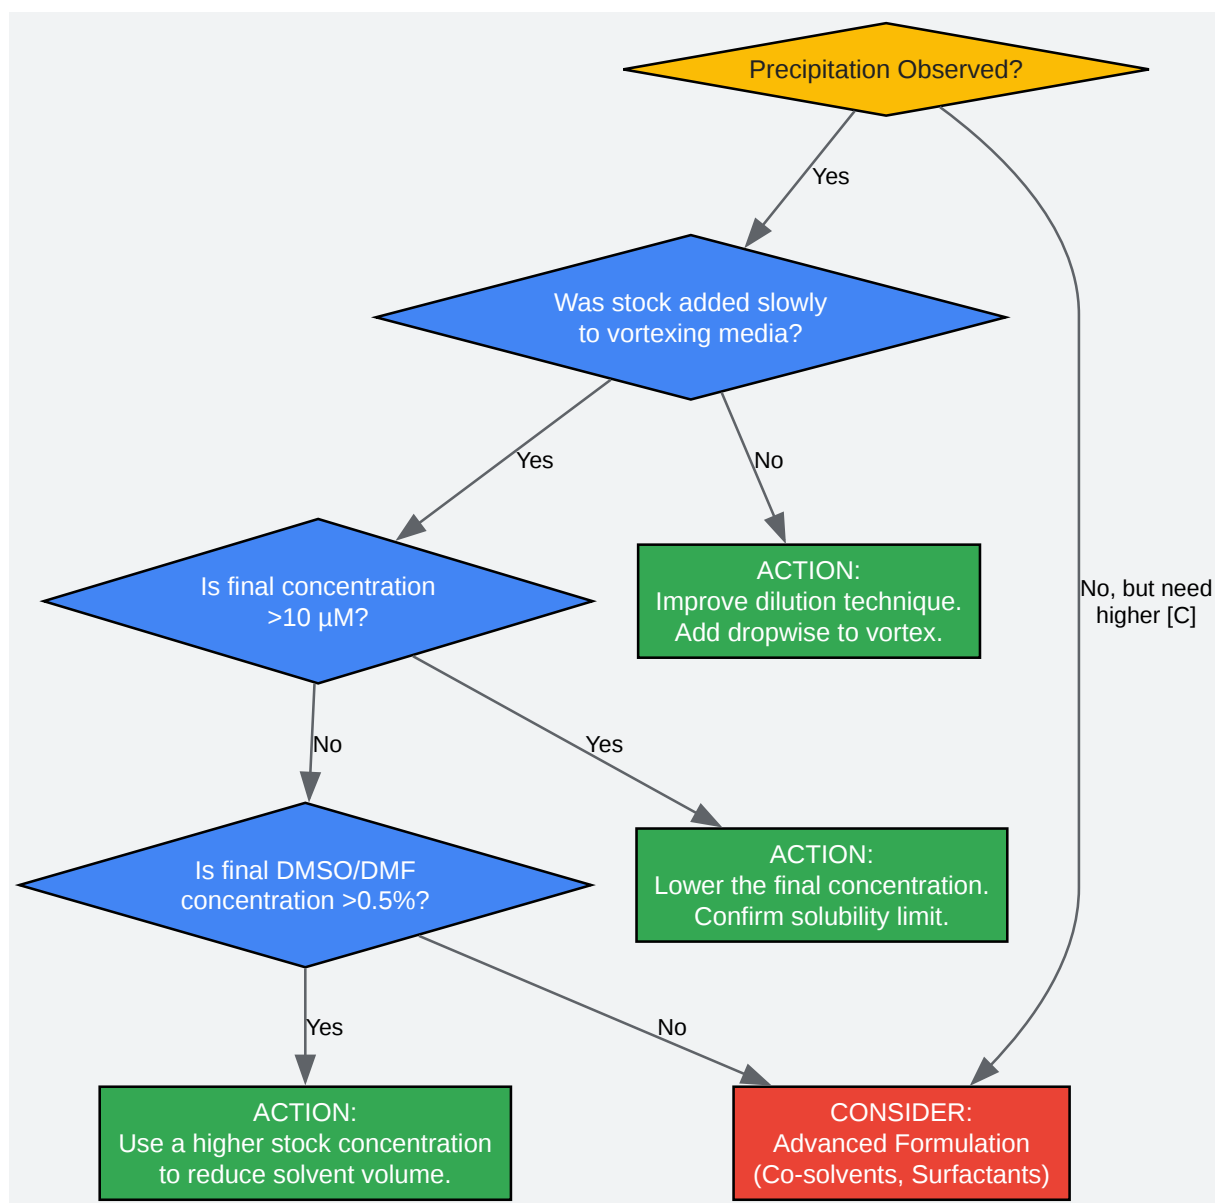 Precipitation Observed?
Yes
Was stock added slowly
to vortexing media?
Yes
No
Is final concentration
>10 µM?
ACTION:
Improve dilution technique.
Add dropwise to vortex.
No, but need
higher [C]
No
Yes
Is final DMSO/DMF
concentration >0.5%?
ACTION:
Lower the final concentration.
Confirm solubility limit.
Yes
No
ACTION:
Use a higher stock concentration
to reduce solvent volume.
CONSIDER:
Advanced Formulation
(Co-solvents, Surfactants)